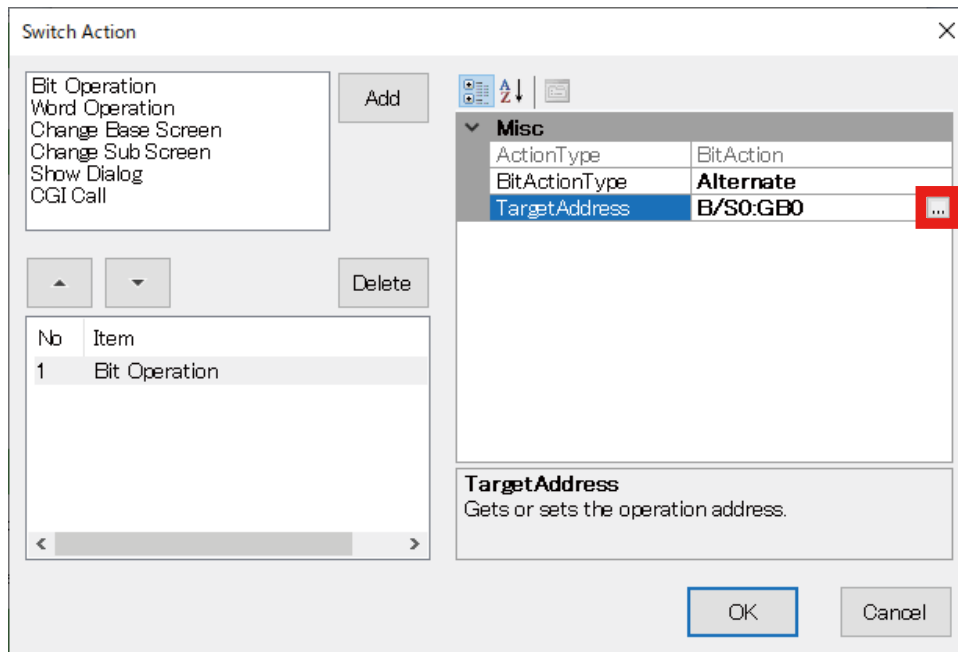 Switch Action
Bit Operation
Word Operation
Change Base Screen
Change Sub Screen
Show Dialog
CGI Call
Add
Delete
No Item
1 Bit Operation
Misc
ActionType BitAction
BitActionType Alternate
TargetAddress B/S0:GB0 ...
TargetAddress
Gets or sets the operation address.
OK Cancel